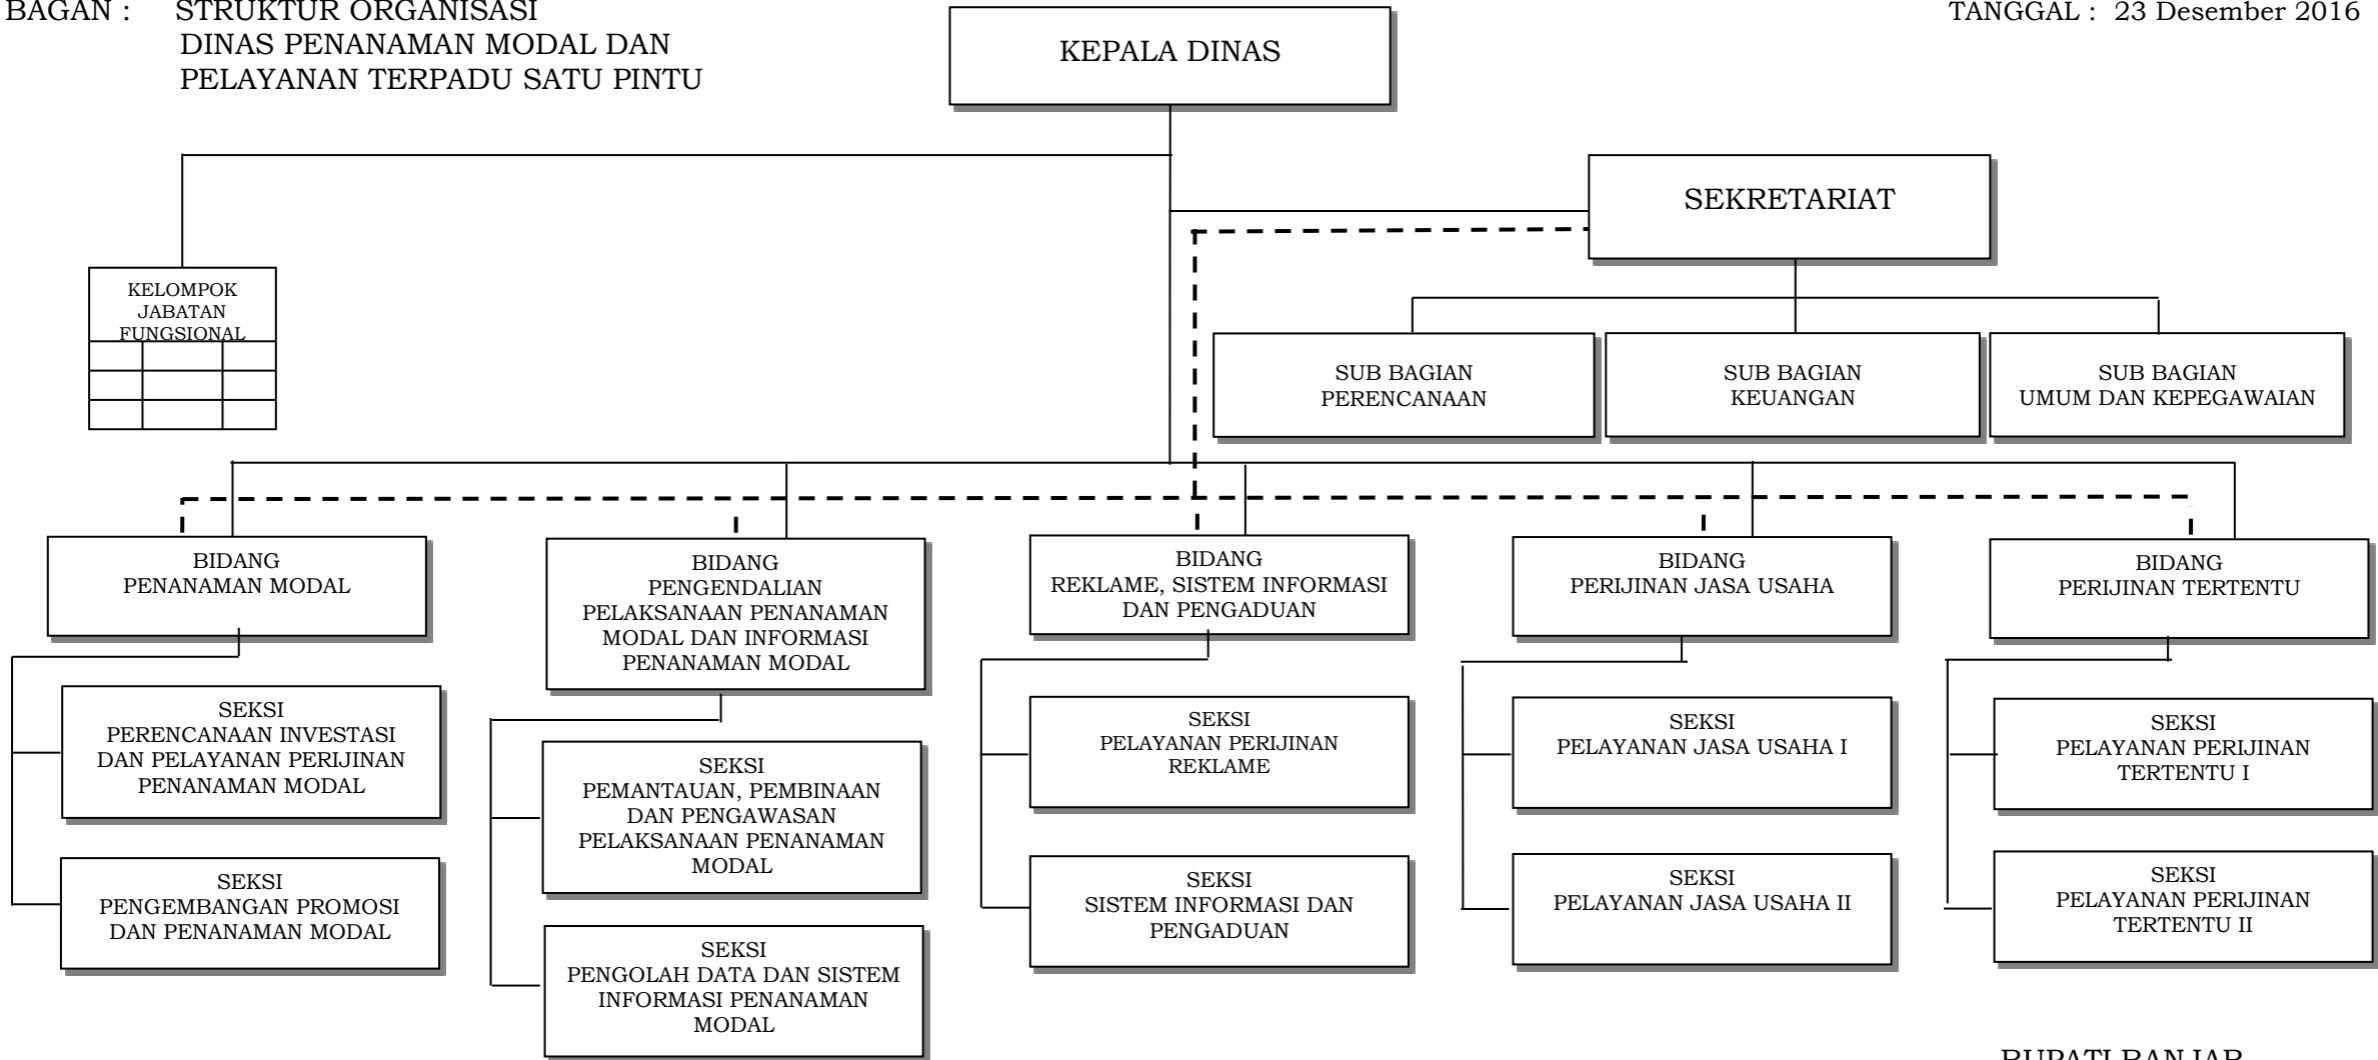 BAGAN : STRUKTUR ORGANISASI
DINAS PENANAMAN MODAL DAN
PELAYANAN TERPADU SATU PINTU
TANGGAL : 23 Desember 2016
KEPALA DINAS
SEKRETARIAT
KELOMPOK
JABATAN
FUNGSIONAL
SUB BAGIAN
PERENCANAAN
SUB BAGIAN
KEUANGAN
SUB BAGIAN
UMUM DAN KEPEGAWAIAN
BIDANG
PENANAMAN MODAL
BIDANG
PENGENDALIAN
PELAKSANAAN PENANAMAN
MODAL DAN INFORMASI
PENANAMAN MODAL
BIDANG
REKLAME, SISTEM INFORMASI
DAN PENGADUAN
BIDANG
PERIJINAN JASA USAHA
BIDANG
PERIJINAN TERTENTU
SEKSI
PERENCANAAN INVESTASI
DAN PELAYANAN PERIJINAN
PENANAMAN MODAL
SEKSI
PEMANTAUAN, PEMBINAAN
DAN PENGAWASAN
PELAKSANAAN PENANAMAN
MODAL
SEKSI
PELAYANAN PERIJINAN
REKLAME
SEKSI
PELAYANAN JASA USAHA I
SEKSI
PELAYANAN PERIJINAN
TERTENTU I
SEKSI
PENGEMBANGAN PROMOSI
DAN PENANAMAN MODAL
SEKSI
PENGOLAH DATA DAN SISTEM
INFORMASI PENANAMAN
MODAL
SEKSI
SISTEM INFORMASI DAN
PENGADUAN
SEKSI
PELAYANAN JASA USAHA II
SEKSI
PELAYANAN PERIJINAN
TERTENTU II
BUPATI BANJAR